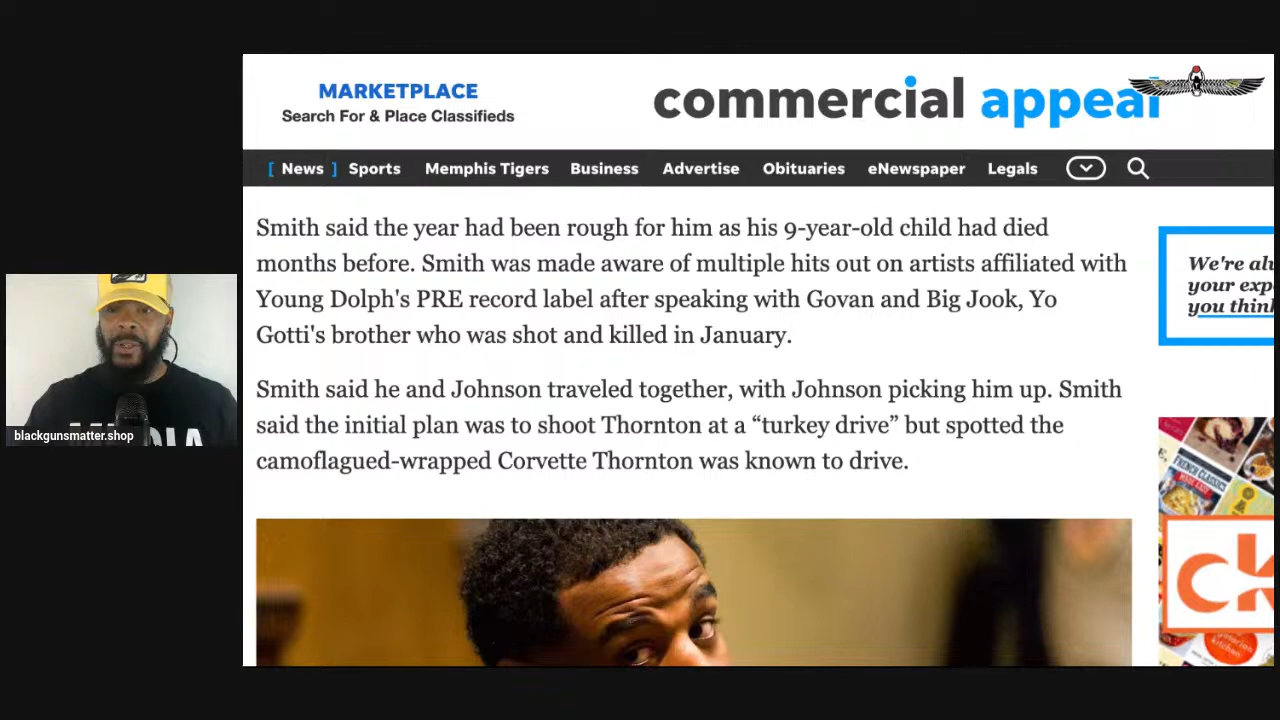 MARKETPLACE
Search For & Place Classifieds
commercial appeal
[ News ] Sports Memphis Tigers Business Advertise Obituaries eNewspaper Legals
Smith said the year had been rough for him as his 9-year-old child had died
months before. Smith was made aware of multiple hits out on artists affiliated with
Young Dolph's PRE record label after speaking with Govan and Big Jook, Yo
Gotti's brother who was shot and killed in January.
Smith said he and Johnson traveled together, with Johnson picking him up. Smith
said the initial plan was to shoot Thornton at a “turkey drive” but spotted the
camoflagued-wrapped Corvette Thornton was known to drive.
We're
your
you
blackgunsmatter.shop
FRENCH CLASSICS
MADE EASY
ck